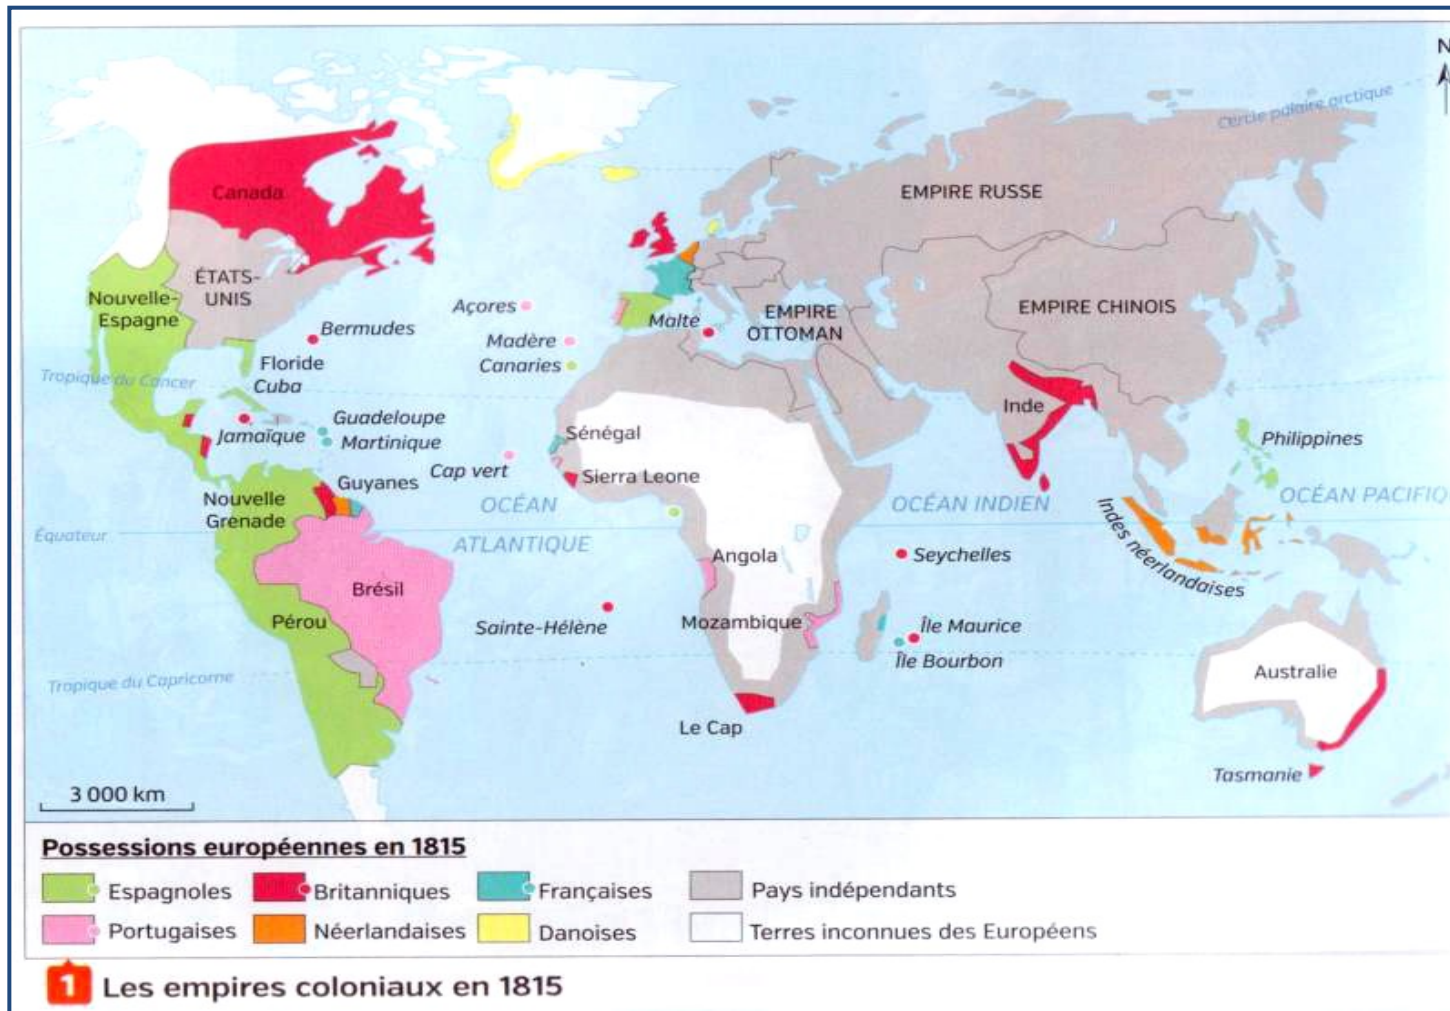 N
Cercle polaire arctique
Canada
EMPIRE RUSSE
ÉTATS-
UNIS
Nouvelle-
Espagne
Bermudes
Açores
Malte
EMPIRE
OTTOMAN
EMPIRE CHINOIS
Madère
Floride
Canaries
Tropique du Cancer
Cuba
Inde
Guadeloupe
Jamaïque
Martinique
Sénégal
Philippines
Cap vert
Sierra Leone
Guyanes
Nouvelle
Grenade
OCÉAN
ATLANTIQUE
OCÉAN INDIEN
OCÉAN PACIFIQ
Équateur
Indes néerlandaises
Angola
Seychelles
Brésil
Pérou
Sainte-Hélène
Mozambique
Île Maurice
Île Bourbon
Tropique du Capricorne
Australie
Le Cap
Tasmanie
3 000 km
Possessions européennes en 1815
Espagnoles
Britanniques
Françaises
Pays indépendants
Portugaises
Néerlandaises
Danoises
Terres inconnues des Européens
1 Les empires coloniaux en 1815